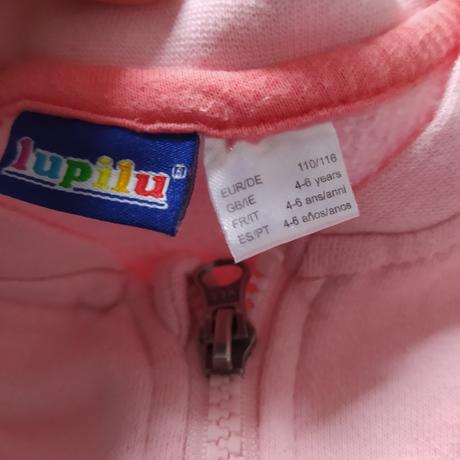 lupilu®
EUR/DE 110/116
GB/IE 4-6 years
FR/IT 4-6 ans/anni
ES/PT 4-6 años/anos